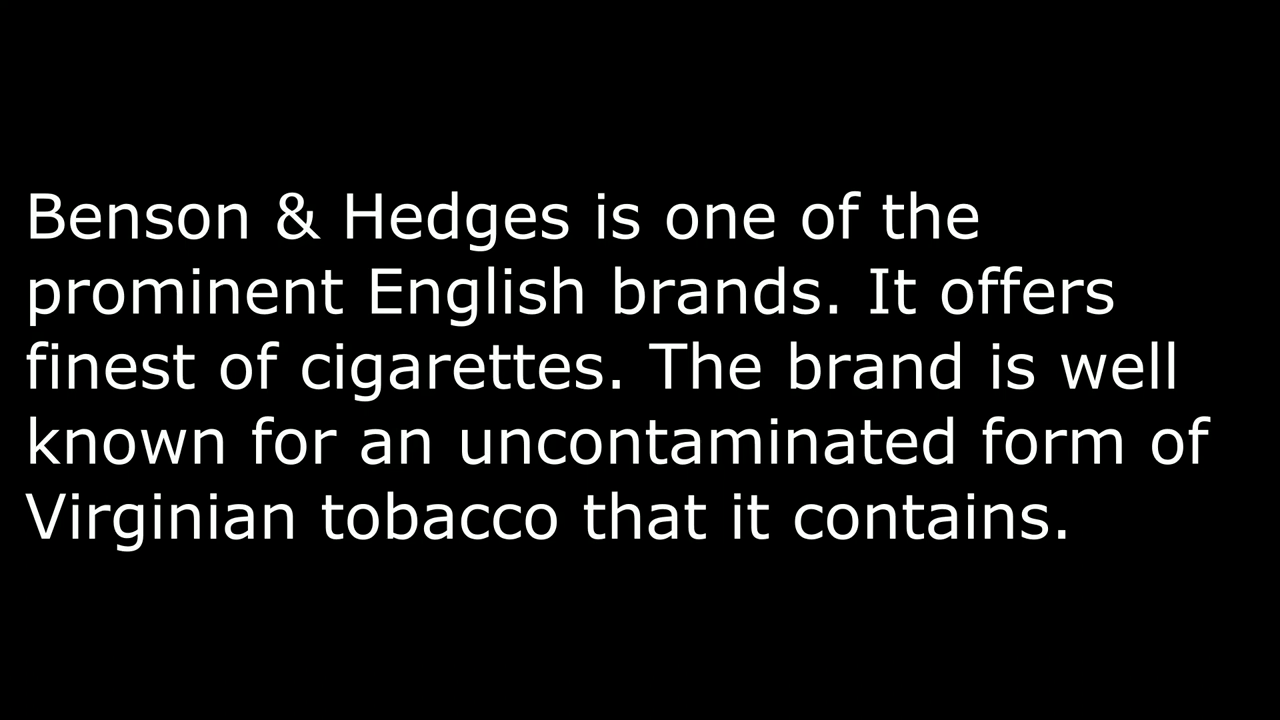 Benson & Hedges is one of the
prominent English brands. It offers
finest of cigarettes. The brand is well
known for an uncontaminated form of
Virginian tobacco that it contains.